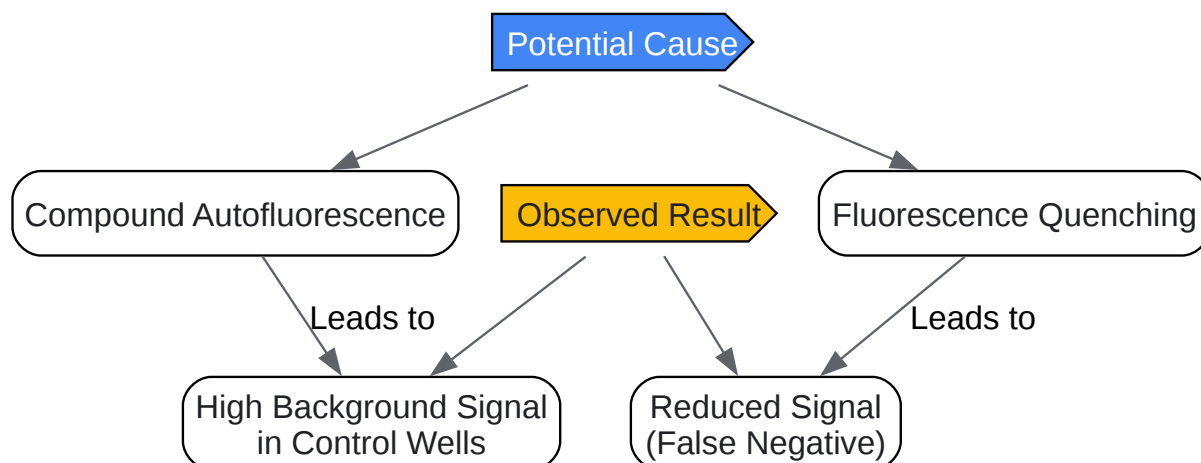 Potential Cause
Compound Autofluorescence
Observed Result
Fluorescence Quenching
Leads to
Leads to
High Background Signal
in Control Wells
Reduced Signal
(False Negative)